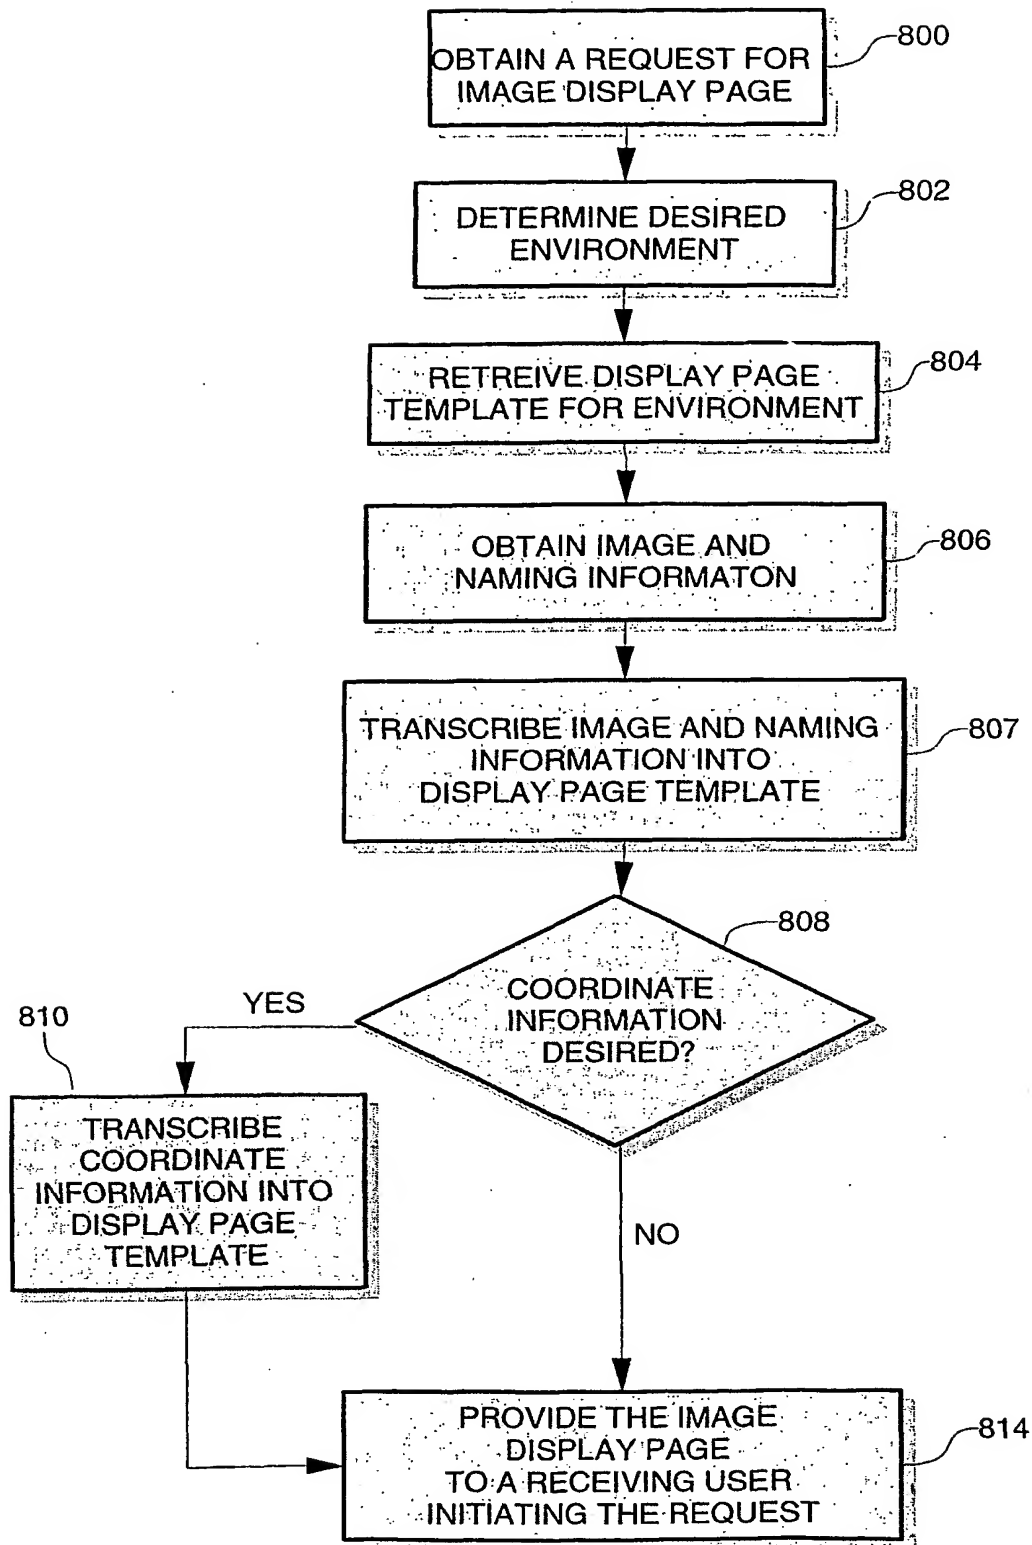 800
OBTAIN A REQUEST FOR
IMAGE DISPLAY PAGE
802
DETERMINE DESIRED
ENVIRONMENT
804
RETREIVE DISPLAY PAGE
TEMPLATE FOR ENVIRONMENT
806
OBTAIN IMAGE AND
NAMING INFORMATON
807
TRANSCRIBE IMAGE AND NAMING
INFORMATION INTO
DISPLAY PAGE TEMPLATE
808
COORDINATE
INFORMATION
DESIRED?
YES
810
TRANSCRIBE
COORDINATE
INFORMATION INTO
DISPLAY PAGE
TEMPLATE
NO
814
PROVIDE THE IMAGE
DISPLAY PAGE
TO A RECEIVING USER
INITIATING THE REQUEST